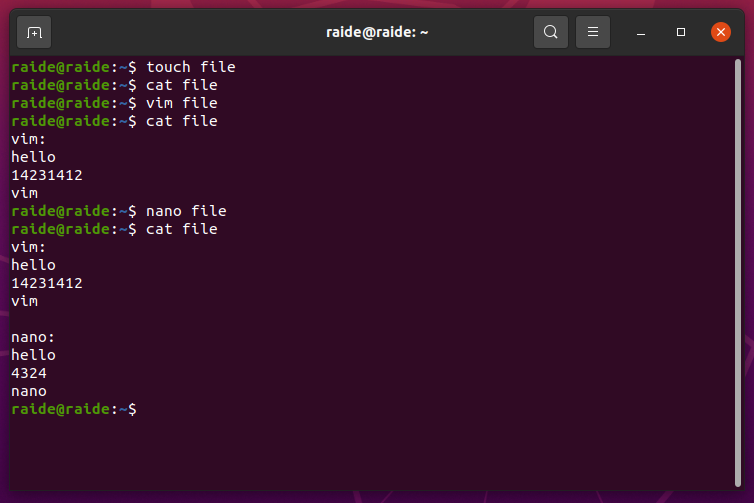 raide@raide: ~
raide@raide:~$ touch file
raide@raide:~$ cat file
raide@raide:~$ vim file
raide@raide:~$ cat file
vim:
hello
14231412
vim
raide@raide:~$ nano file
raide@raide:~$ cat file
vim:
hello
14231412
vim

nano:
hello
4324
nano
raide@raide:~$